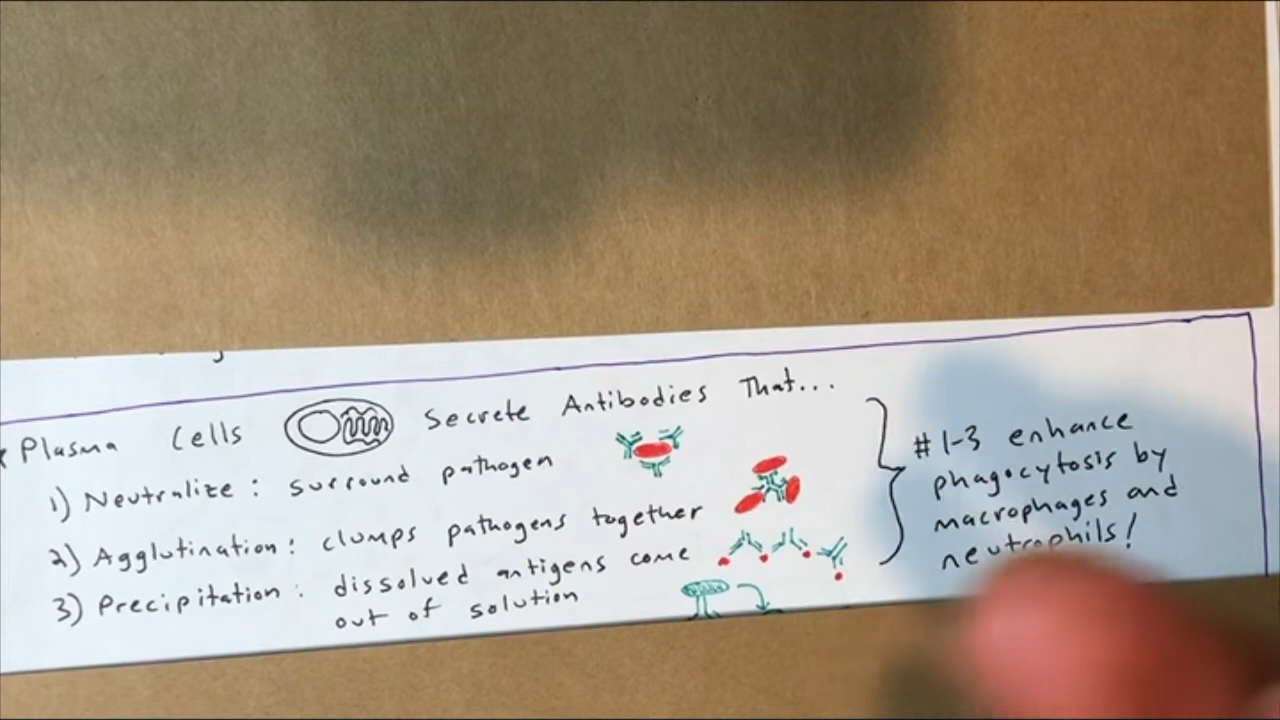 * Plasma Cells Secrete Antibodies That...
1) Neutralize: surround pathogen
2) Agglutination: clumps pathogens together
3) Precipitation: dissolved antigens come
out of solution
#1-3 enhance
phagocytosis by
macrophages and
neutrophils!